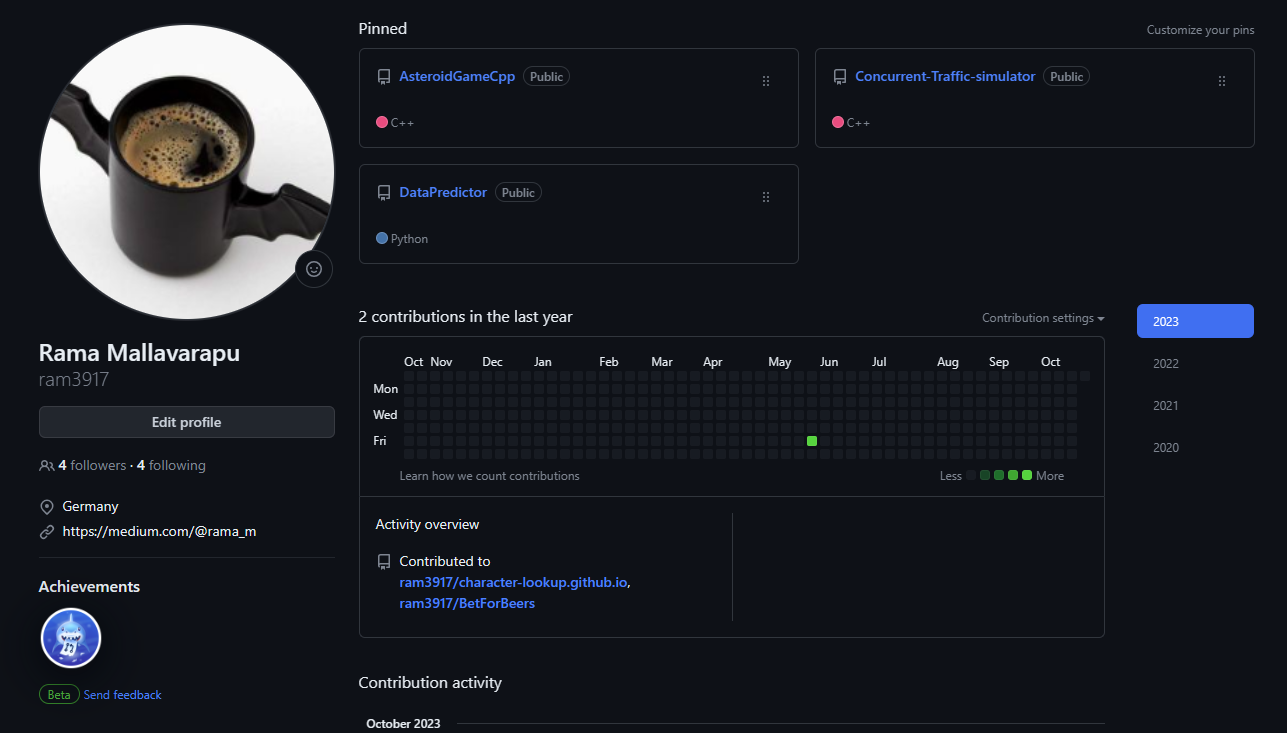 Pinned
Customize your pins
AsteroidGameCpp Public
C++
Concurrent-Traffic-simulator Public
C++
DataPredictor Public
Python
Rama Mallavarapu
ram3917
Edit profile
4 followers · 4 following
Germany
https://medium.com/@rama_m
Achievements
Beta Send feedback
2 contributions in the last year
Contribution settings
2023
2022
2021
2020
Oct Nov Dec Jan Feb Mar Apr May Jun Jul Aug Sep Oct
Mon
Wed
Fri
Learn how we count contributions
Less More
Activity overview
Contributed to
ram3917/character-lookup.github.io,
ram3917/BetForBeers
Contribution activity
October 2023